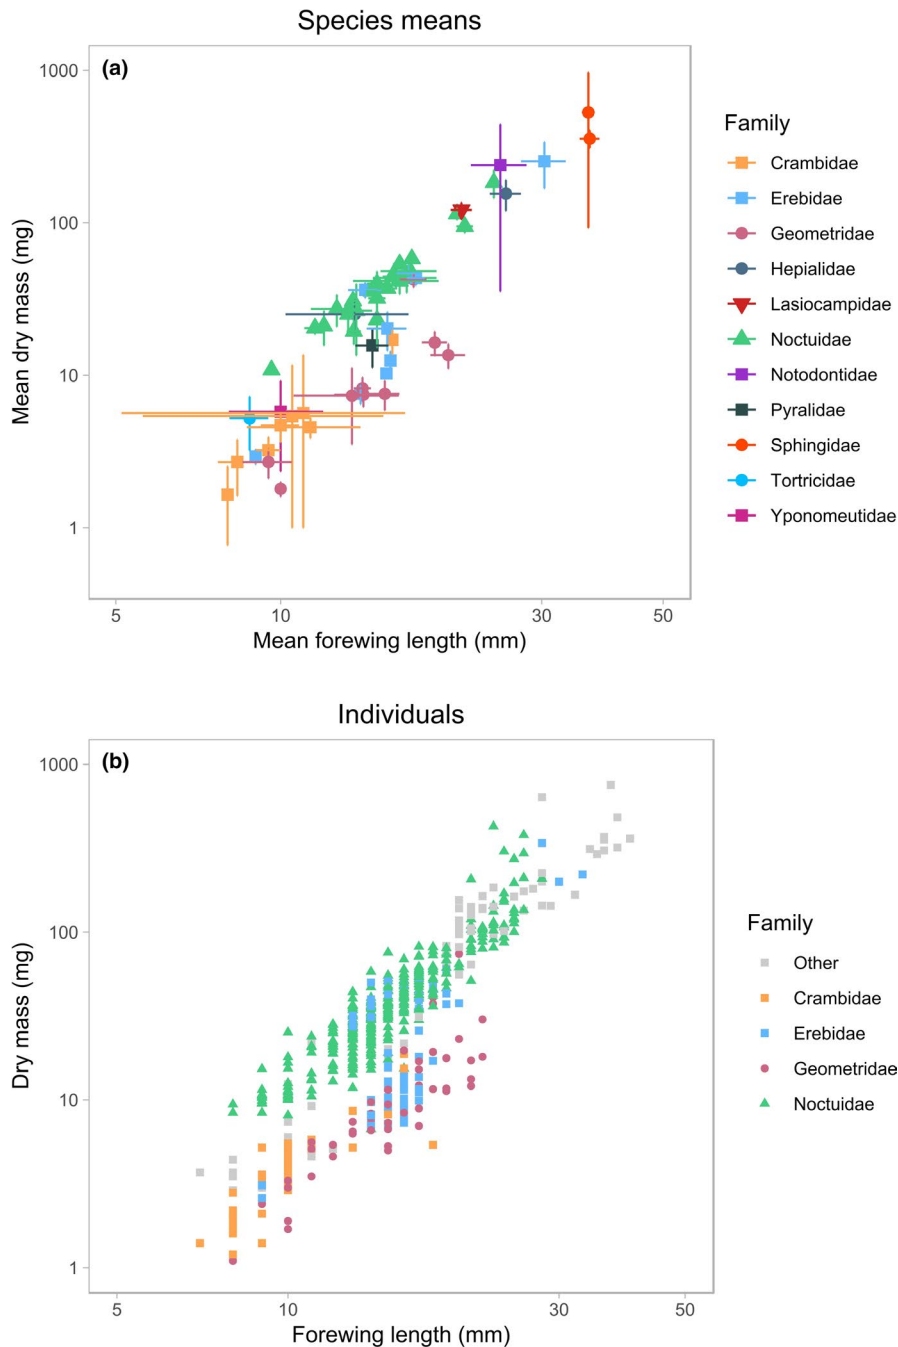 Species means
(a)
1000
100
10
1
Mean dry mass (mg)
5
10
30
50
Mean forewing length (mm)
Family
Crambidae
Erebidae
Geometridae
Hepialidae
Lasiocampidae
Noctuidae
Notodontidae
Pyralidae
Sphingidae
Tortricidae
Yponomeutidae
Individuals
(b)
1000
100
10
1
Dry mass (mg)
5
10
30
50
Forewing length (mm)
Family
Other
Crambidae
Erebidae
Geometridae
Noctuidae